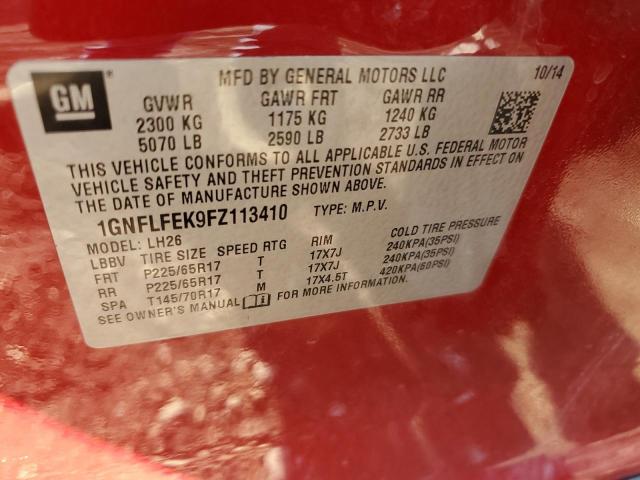 GM
MFD BY GENERAL MOTORS LLC 10/14
GVWR GAWR FRT GAWR RR
2300 KG 1175 KG 1240 KG
5070 LB 2590 LB 2733 LB
THIS VEHICLE CONFORMS TO ALL APPLICABLE U.S. FEDERAL MOTOR
VEHICLE SAFETY AND THEFT PREVENTION STANDARDS IN EFFECT ON
THE DATE OF MANUFACTURE SHOWN ABOVE.
1GNFLFEK9FZ113410 TYPE: M.P.V.
MODEL: LH26
LBBV TIRE SIZE SPEED RTG RIM COLD TIRE PRESSURE
FRT P225/65R17 T 17X7J 240KPA(35PSI)
RR P225/65R17 T 17X7J 240KPA(35PSI)
SPA T145/70R17 M 17X4.5T 420KPA(60PSI)
SEE OWNER'S MANUAL FOR MORE INFORMATION.